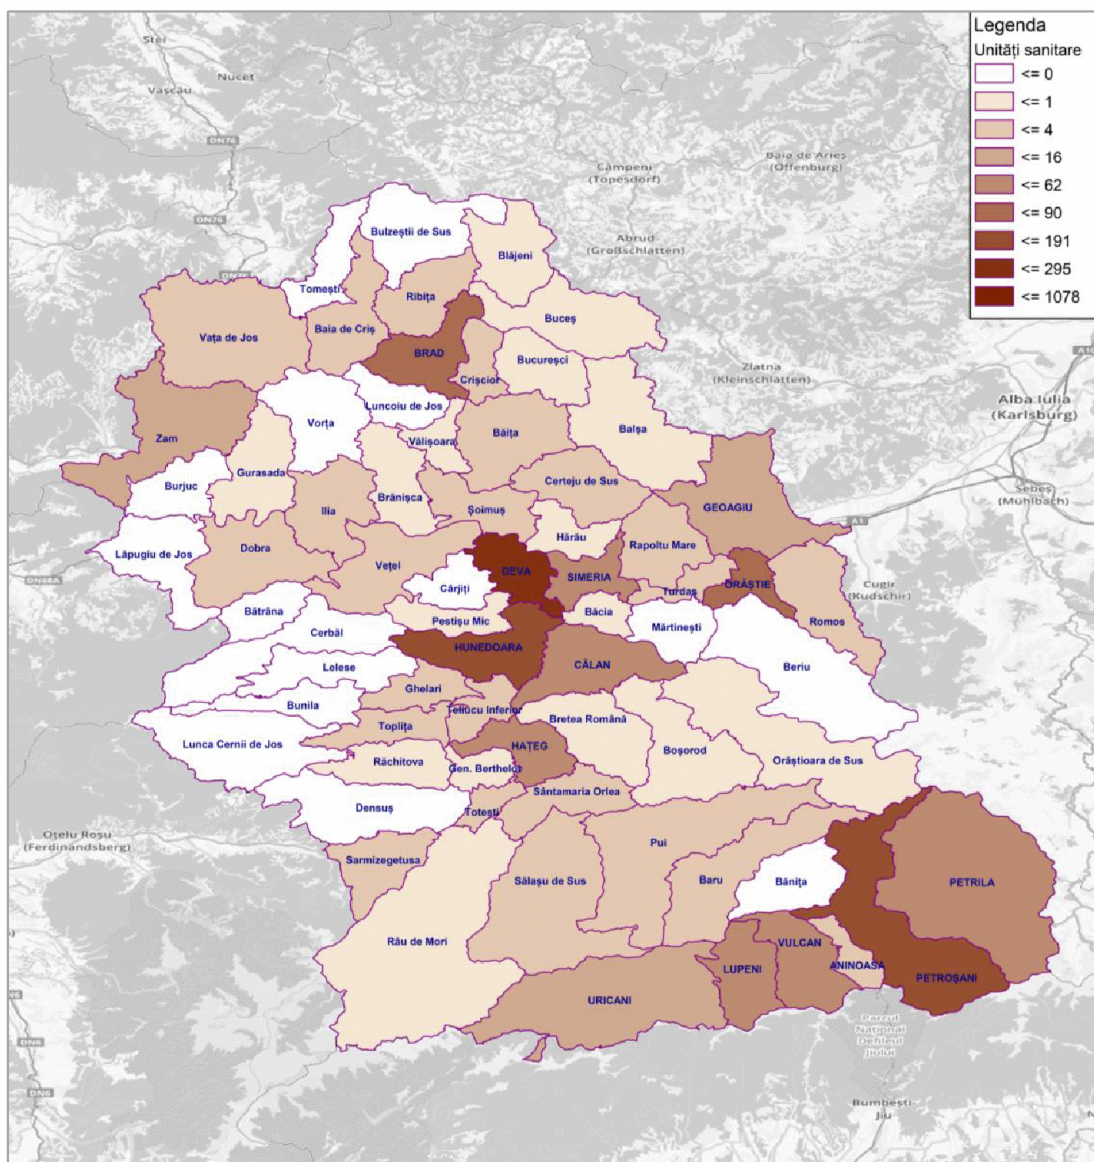 Legenda
Unități sanitare
<= 0
<= 1
<= 4
<= 16
<= 62
<= 90
<= 191
<= 295
<= 1078
Stei
Nucet
Vașcău
DN76
Câmpeni
(Topesdorf)
Baia de Arieș
(Offenburg)
DN76
Abrud
(Großschlatten)
Bulzeștii de Sus
Blăjeni
Tomești
Ribița
Buceș
Vața de Jos
Baia de Criș
BRAD
Bucureșci
Crișcior
Zlatna
(Kleinschlatten)
A10
Alba Iulia
(Karlsburg)
Luncoiu de Jos
Vorța
Zam
Vălișoara
Băița
Balșa
Gurasada
Burjuc
Brănișca
Certeju de Sus
Sebeș
(Mühlbach)
Ilia
Șoimuș
GEOAGIU
A1
Hărău
Rapoltu Mare
Dobra
Lăpugiu de Jos
Vețel
DEVA
SIMERIA
ORĂȘTIE
DN68A
Cârjiți
Turdaș
Cugir
(Kudschir)
Bătrâna
Pestișu Mic
Băcia
Mărtinești
Romos
Cerbăl
HUNEDOARA
Lelese
CĂLAN
Beriu
Ghelari
Bunila
Teliucu Inferior
Bretea Română
Toplița
Lunca Cernii de Jos
HAȚEG
Boșorod
Răchitova
Gen. Berthelot
Orăștioara de Sus
Sântamaria Orlea
Densuș
Totești
Oțelu Roșu
(Ferdinandsberg)
Pui
Sarmizegetusa
Sălașu de Sus
Baru
Bănița
PETRILA
Râu de Mori
VULCAN
LUPENI
ANINOASA
PETROȘANI
URICANI
Parcul
Național
Defileul
Jiului
DN6
DN6
Bumbești-
Jiu